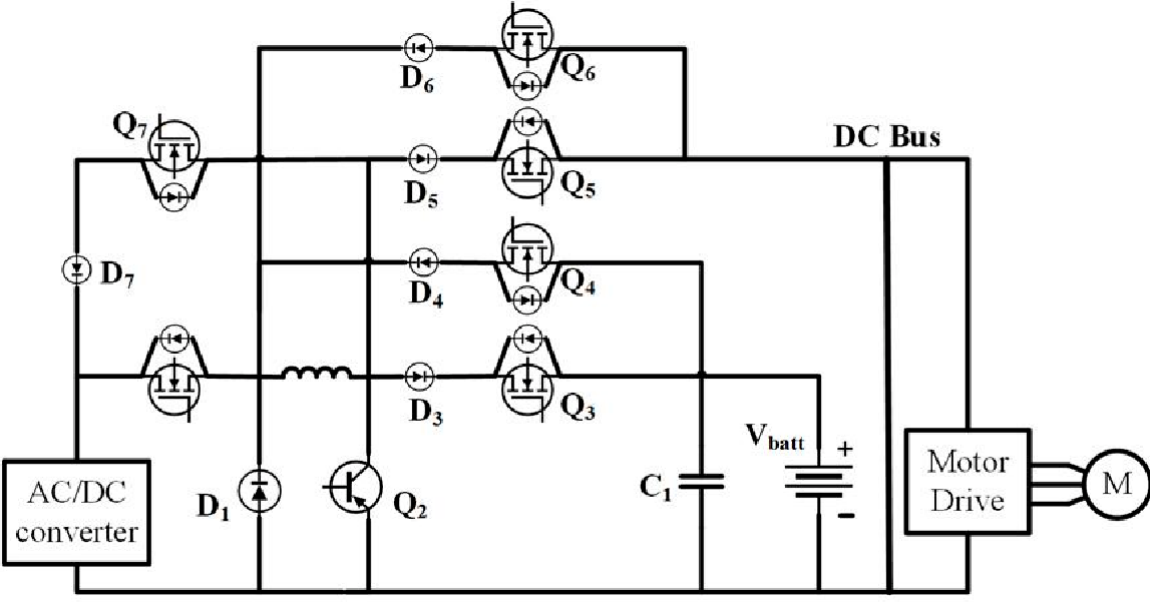 D₆
Q₆
Q₇
DC Bus
D₅
Q₅
D₇
D₄
Q₄
D₃
Q₃
V_batt
+
AC/DC
converter
D₁
Q₂
C₁
-
Motor
Drive
M